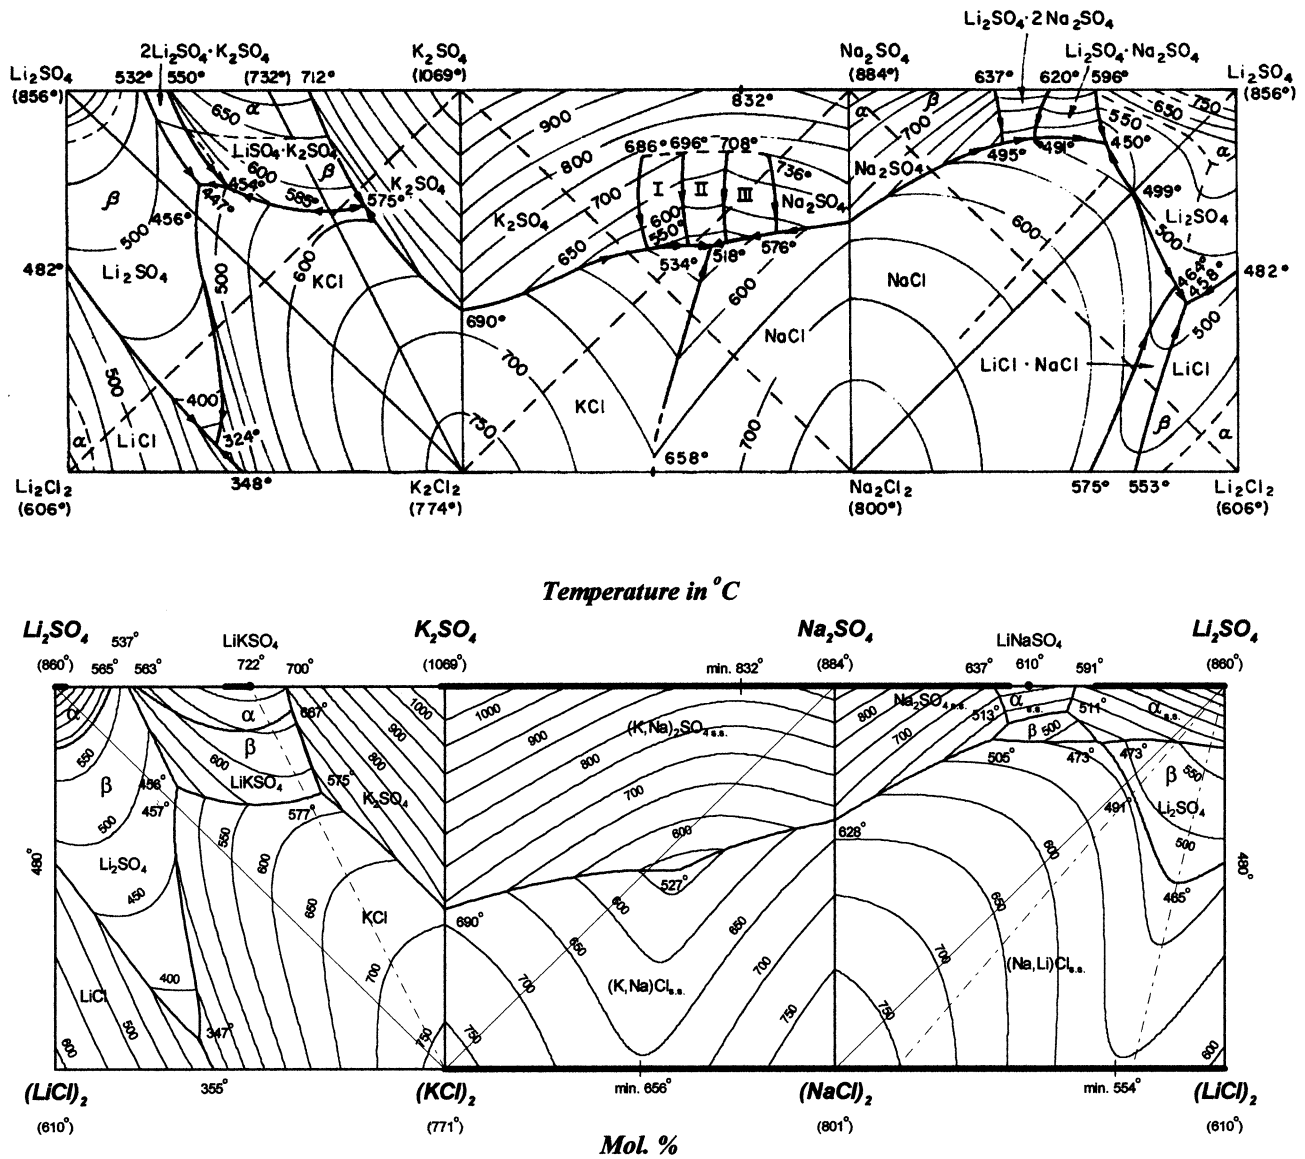 Li₂SO₄·2Na₂SO₄
2Li₂SO₄·K₂SO₄ K₂SO₄ Na₂SO₄ Li₂SO₄·Na₂SO₄
Li₂SO₄ 532° 550° (732°) 712° (1069°) (884°) 637° 620° 596° Li₂SO₄
(856°) 832° (856°)
650 α 900 α β 700 550 650 750
LiSO₄·K₂SO₄ 800 686° 696° 708° 495° 491° 450° α
600 β K₂SO₄ 736° Na₂SO₄
β 454° 447° 585° 575° 700 I II III Na₂SO₄ 499°
456° K₂SO₄ 600 600 Li₂SO₄
500 650 550° 576° 500
482° Li₂SO₄ 500 600 KCl 534° 518° NaCl 464° 458° 482°
690° 600 500
NaCl
500 700 LiCl·NaCl LiCl
400 KCl
α LiCl 324° 750 700 β α
658°
Li₂Cl₂ 348° K₂Cl₂ Na₂Cl₂ 575° 553° Li₂Cl₂
(606°) (774°) (800°) (606°)
Temperature in °C
Li₂SO₄ 537° LiKSO₄ K₂SO₄ Na₂SO₄ LiNaSO₄ Li₂SO₄
(860°) 565° 563° 722° 700° (1069°) min. 832° (884°) 637° 610° 591° (860°)
α α 667° 1000 1000 (K,Na)₂SO₄s.s. 800 Na₂SO₄s.s. 513° αs.s. 511° αs.s.
900 900 700 β 500
550 β β 600 800 800 505° 473° 473° β 550
456° LiKSO₄ 575° K₂SO₄ 700 491° Li₂SO₄
457° 577°
500 550 600 600 628° 600 500
480° Li₂SO₄ 527° 480°
450 650 KCl 690° 600 650 465°
650 650
400 700 (K,Na)Cls.s. 700 700 (Na,Li)Cls.s.
LiCl 700
600 500 347° 750 750 750 750 600
(LiCl)₂ 355° (KCl)₂ min. 656° (NaCl)₂ min. 554° (LiCl)₂
(610°) (771°) (801°) (610°)
Mol. %